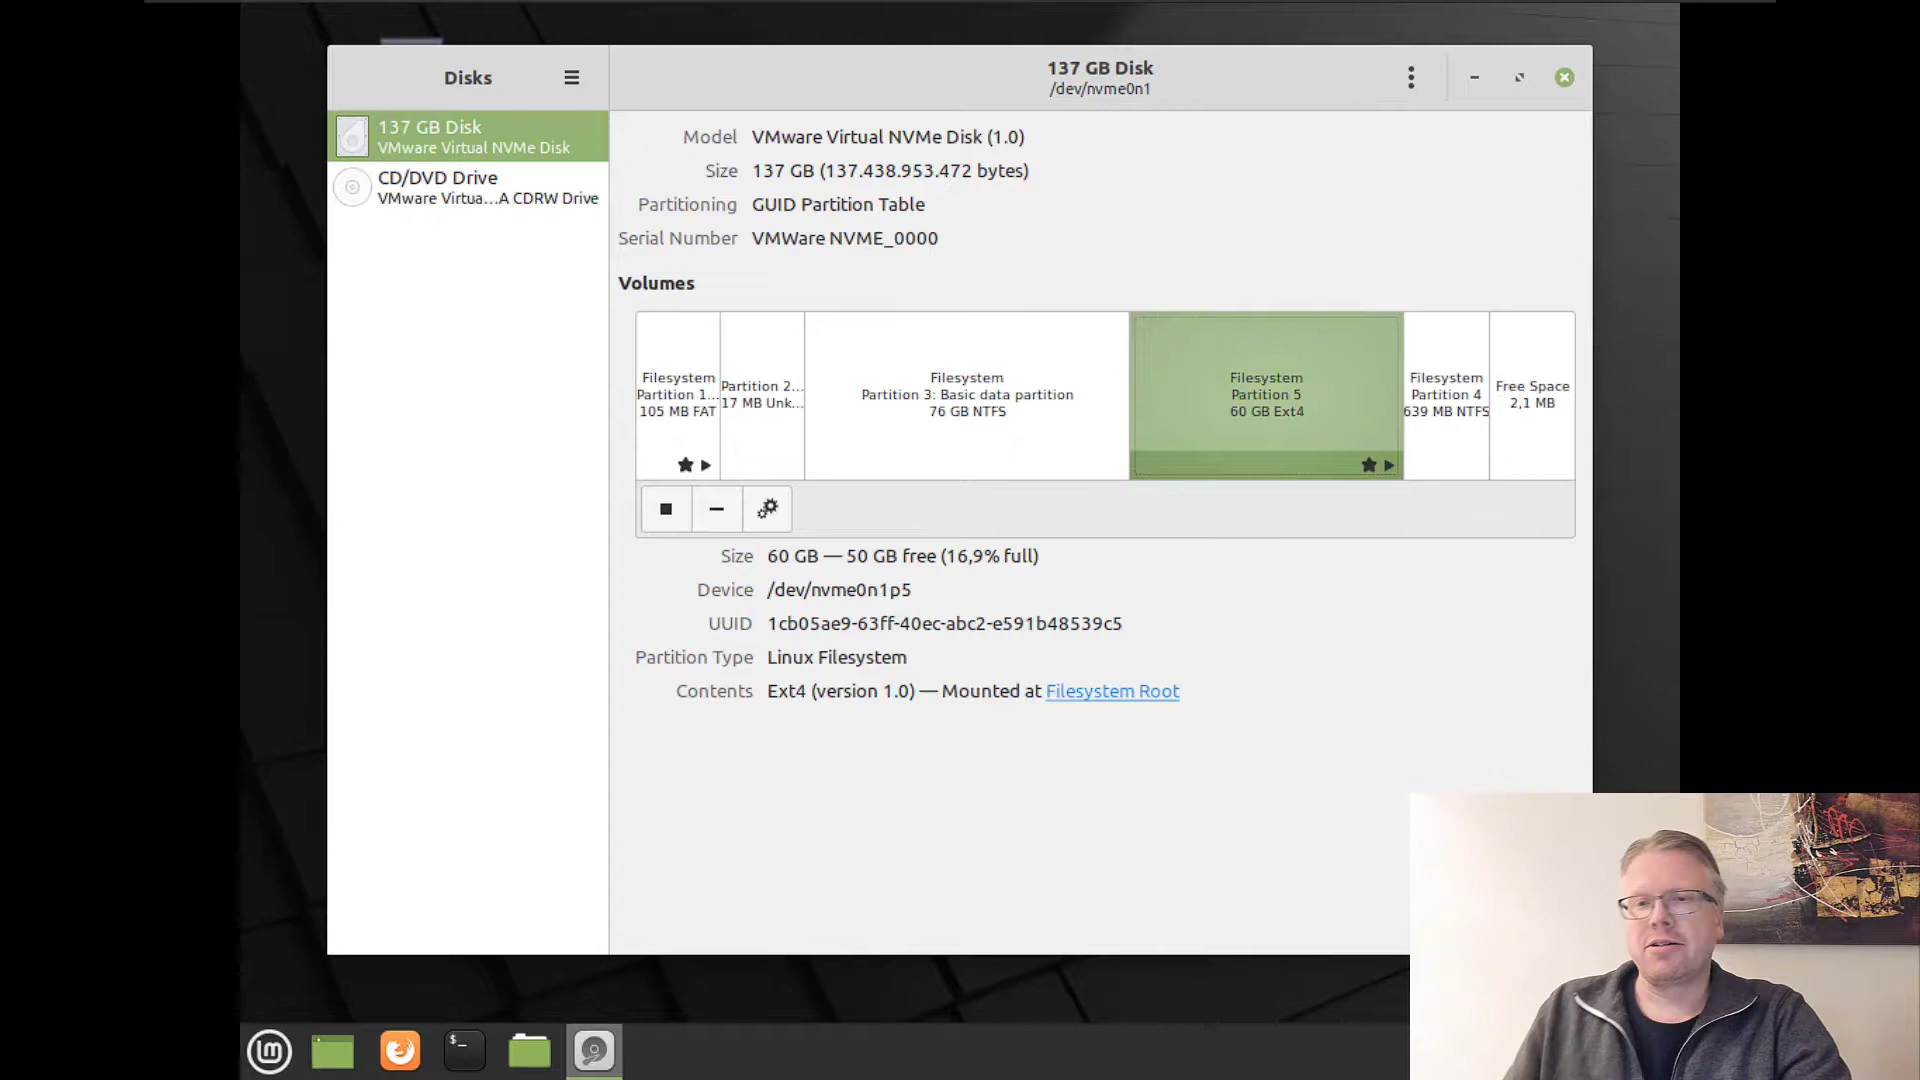 Disks
137 GB Disk
/dev/nvme0n1
137 GB Disk
VMware Virtual NVMe Disk
CD/DVD Drive
VMware Virtua...A CDRW Drive
Model VMware Virtual NVMe Disk (1.0)
Size 137 GB (137.438.953.472 bytes)
Partitioning GUID Partition Table
Serial Number VMWare NVME_0000
Volumes
Filesystem
Partition 1...
105 MB FAT
Partition 2...
17 MB Unk...
Filesystem
Partition 3: Basic data partition
76 GB NTFS
Filesystem
Partition 5
60 GB Ext4
Filesystem
Partition 4
639 MB NTFS
Free Space
2,1 MB
Size 60 GB — 50 GB free (16,9% full)
Device /dev/nvme0n1p5
UUID 1cb05ae9-63ff-40ec-abc2-e591b48539c5
Partition Type Linux Filesystem
Contents Ext4 (version 1.0) — Mounted at Filesystem Root
$_